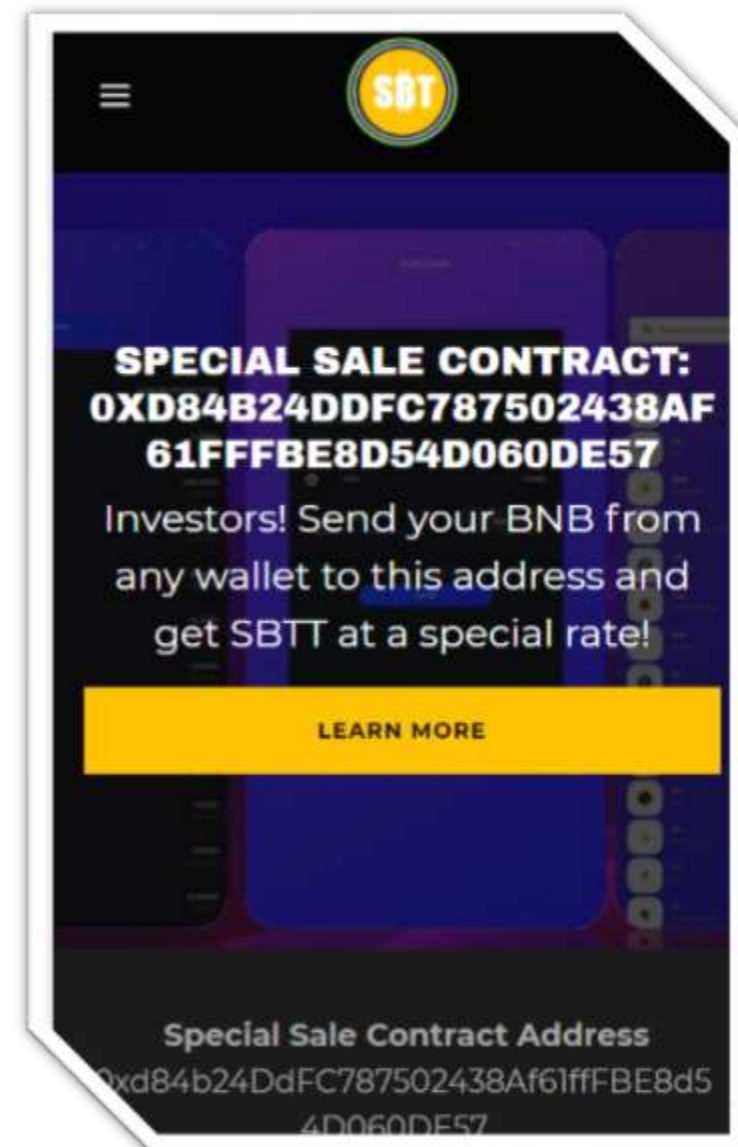 SBT
SPECIAL SALE CONTRACT:
0XD84B24DDFC787502438AF
61FFFBE8D54D060DE57
Investors! Send your BNB from
any wallet to this address and
get SBTT at a special rate!
LEARN MORE
Special Sale Contract Address
0xd84b24DdFC787502438Af61ffFBE8d5
4D060DE57